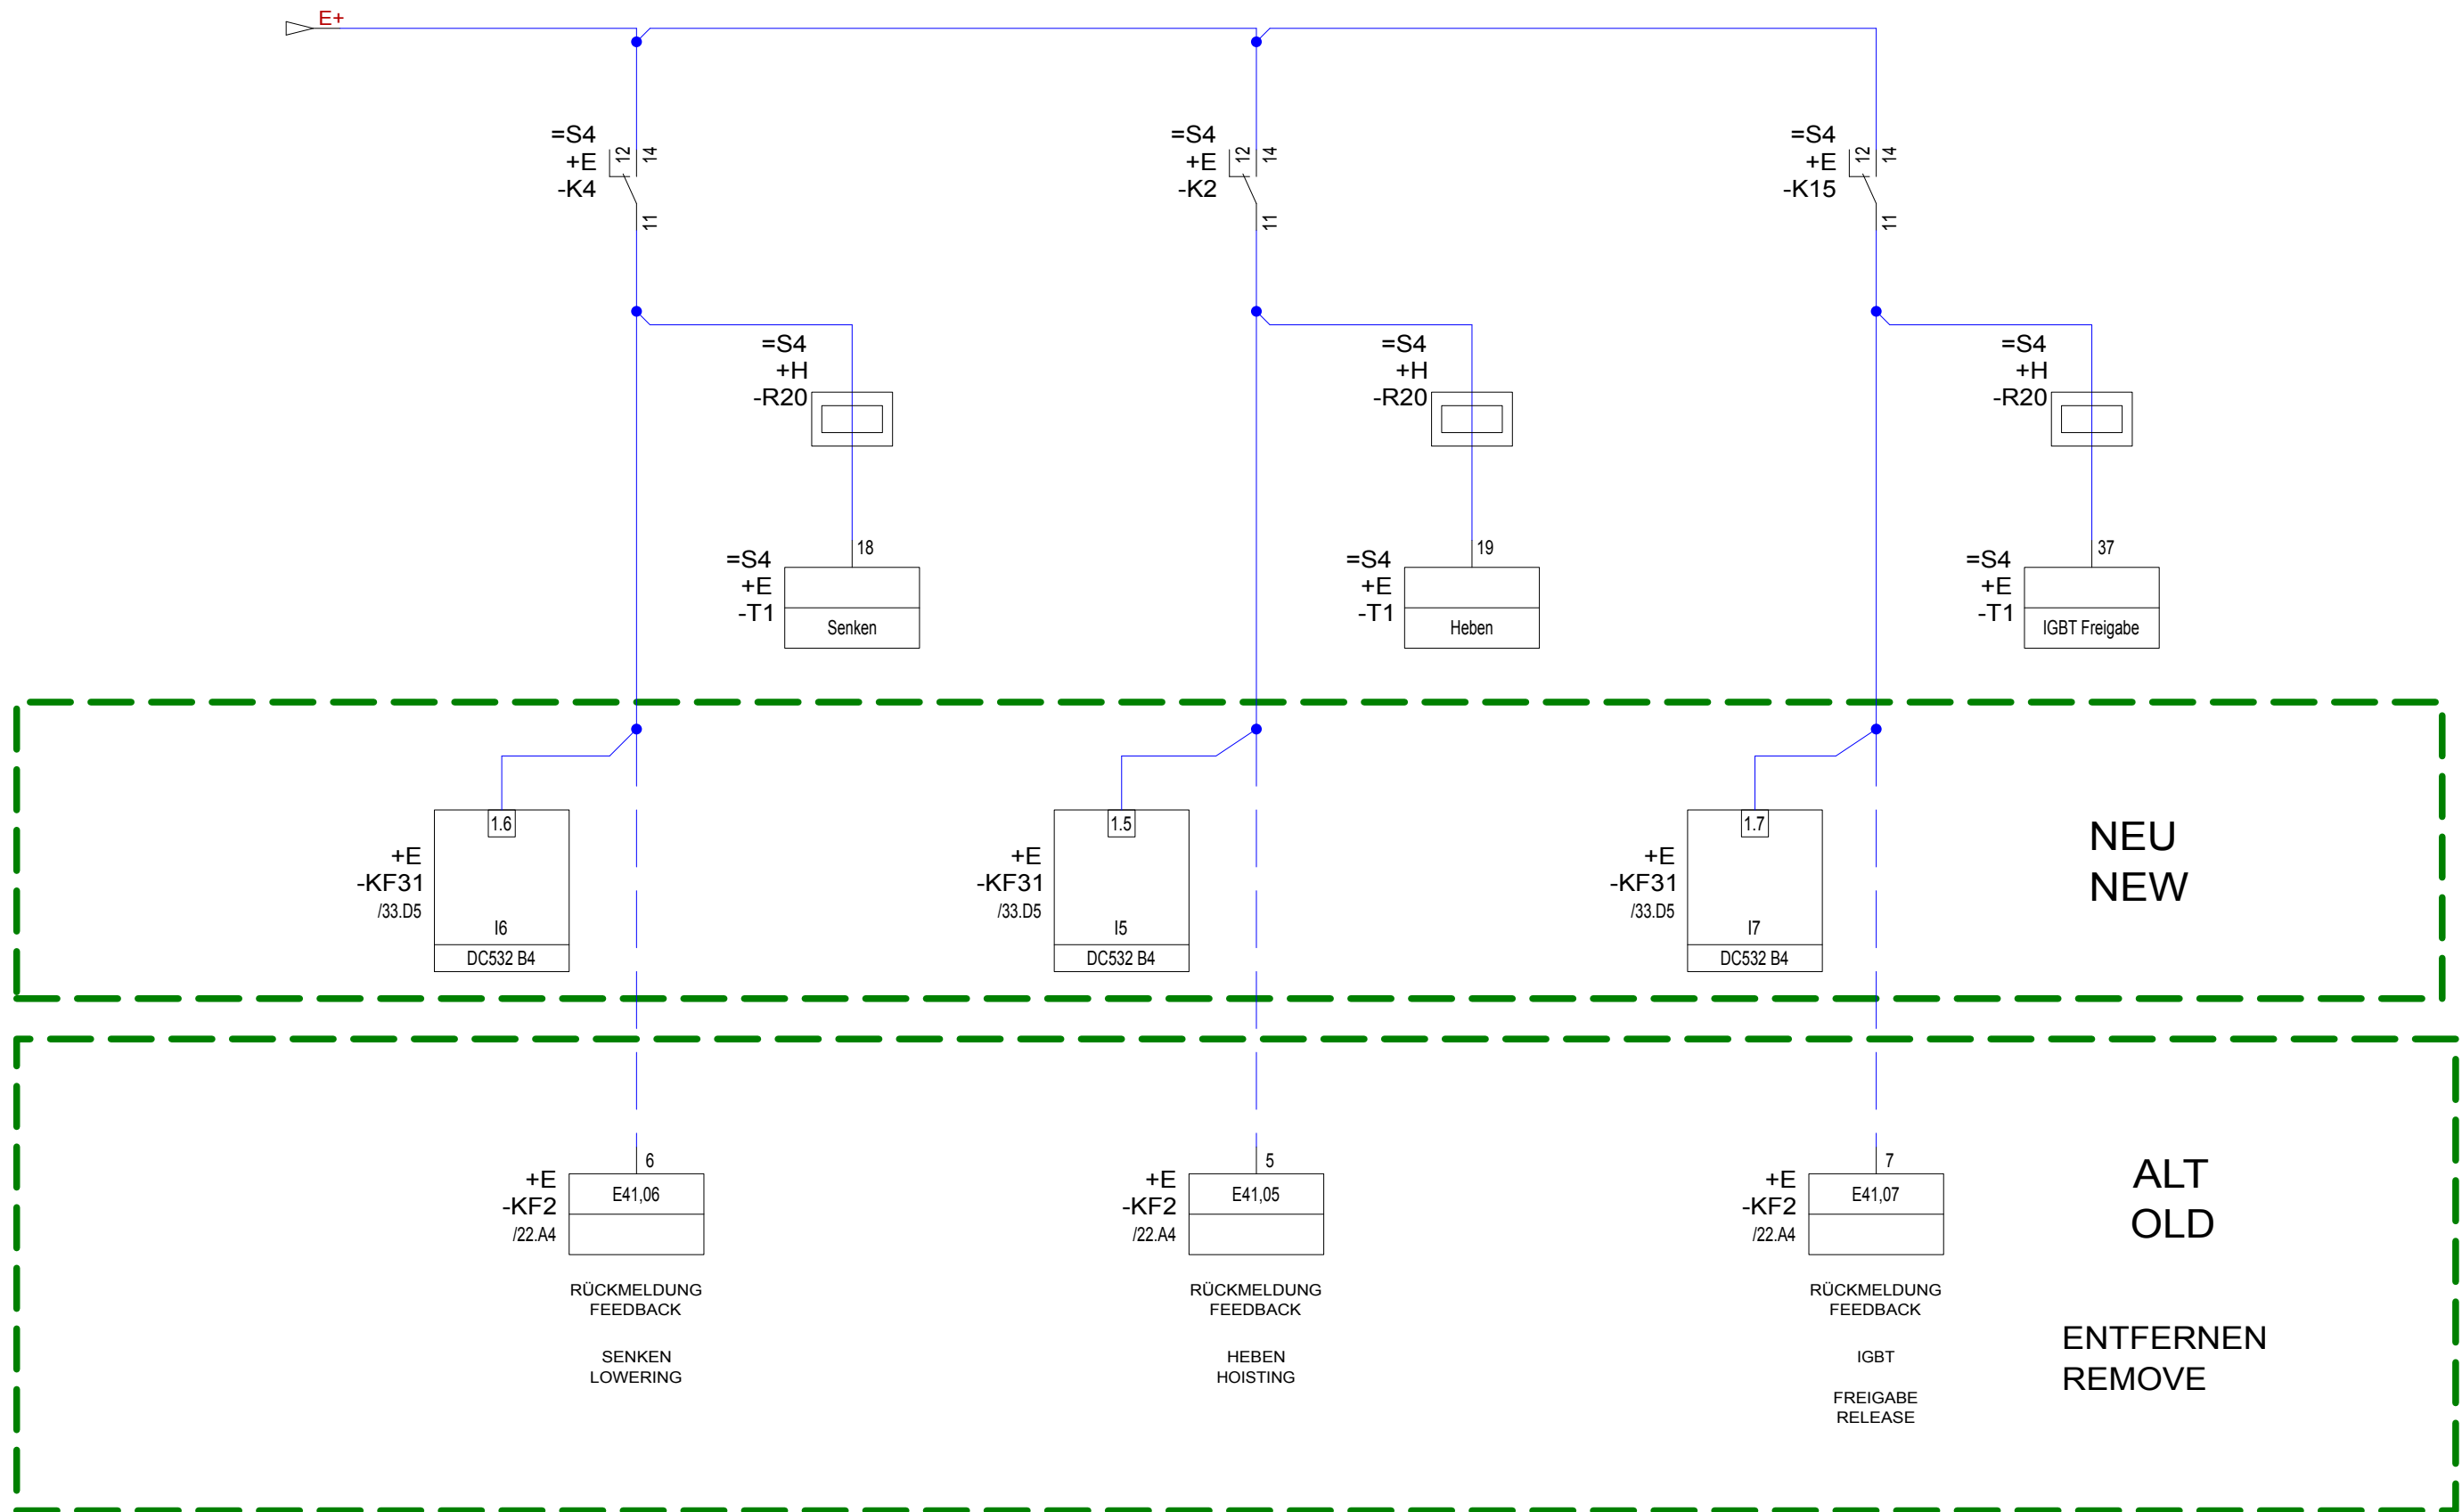 E+
=S4
+E
-K4
12
14
11
=S4
+E
-K2
12
14
11
=S4
+E
-K15
12
14
11
=S4
+H
-R20
=S4
+H
-R20
=S4
+H
-R20
18
=S4
+E
-T1
Senken
19
=S4
+E
-T1
Heben
37
=S4
+E
-T1
IGBT Freigabe
1.6
+E
-KF31
/33.D5
I6
DC532 B4
1.5
+E
-KF31
/33.D5
I5
DC532 B4
1.7
+E
-KF31
/33.D5
I7
DC532 B4
NEU
NEW
6
+E
-KF2
/22.A4
E41,06
RÜCKMELDUNG
FEEDBACK
SENKEN
LOWERING
5
+E
-KF2
/22.A4
E41,05
RÜCKMELDUNG
FEEDBACK
HEBEN
HOISTING
7
+E
-KF2
/22.A4
E41,07
RÜCKMELDUNG
FEEDBACK
IGBT
FREIGABE
RELEASE
ALT
OLD
ENTFERNEN
REMOVE